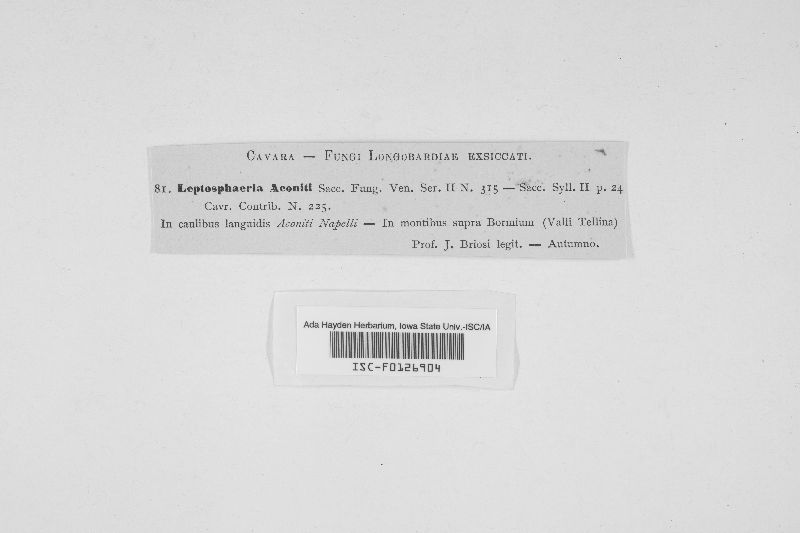 CAVARA — FUNGI LONGOBARDIAE EXSICCATI.
81. Leptosphaeria Aconiti Sacc. Fung. Ven. Ser. II N. 315 — Sacc. Syll. II p. 24
Cavr. Contrib. N. 225.
In caulibus languidis Aconiti Napelli — In montibus supra Bormium (Valli Tellina)
Prof. J. Briosi legit. — Autumno.
Ada Hayden Herbarium, Iowa State Univ.-ISC/IA
ISC-F0126904